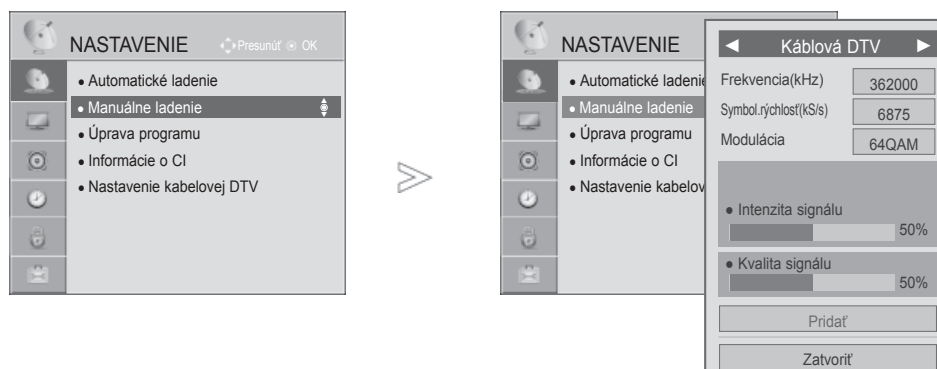 NASTAVENIE
Presunúť OK
• Automatické ladenie
• Manuálne ladenie
• Úprava programu
• Informácie o CI
• Nastavenie kabelovej DTV
NASTAVENIE
• Automatické ladenie
• Manuálne ladenie
• Úprava programu
• Informácie o CI
• Nastavenie kabelov
◄ Káblová DTV ►
Frekvencia(kHz) 362000
Symbol.rýchlosť(kS/s) 6875
Modulácia 64QAM
• Intenzita signálu
50%
• Kvalita signálu
50%
Pridať
Zatvoriť